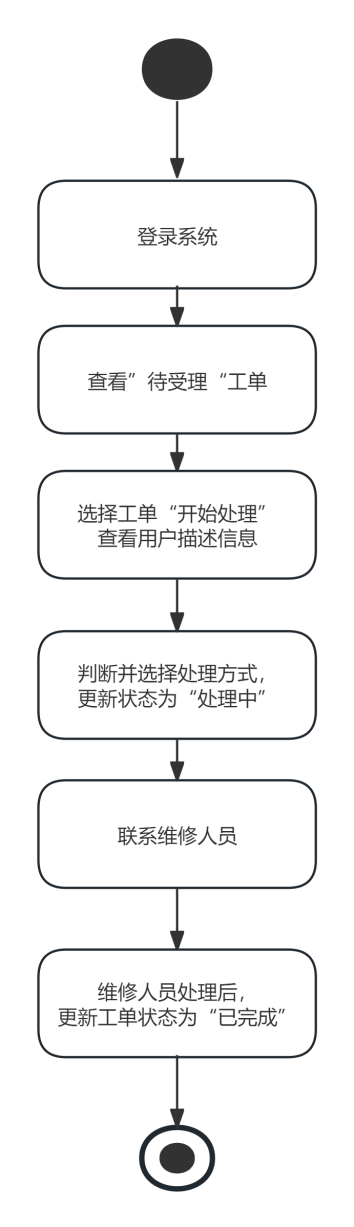 登录系统
查看”待受理“工单
选择工单“开始处理”
查看用户描述信息
判断并选择处理方式，
更新状态为“处理中”
联系维修人员
维修人员处理后，
更新工单状态为“已完成”